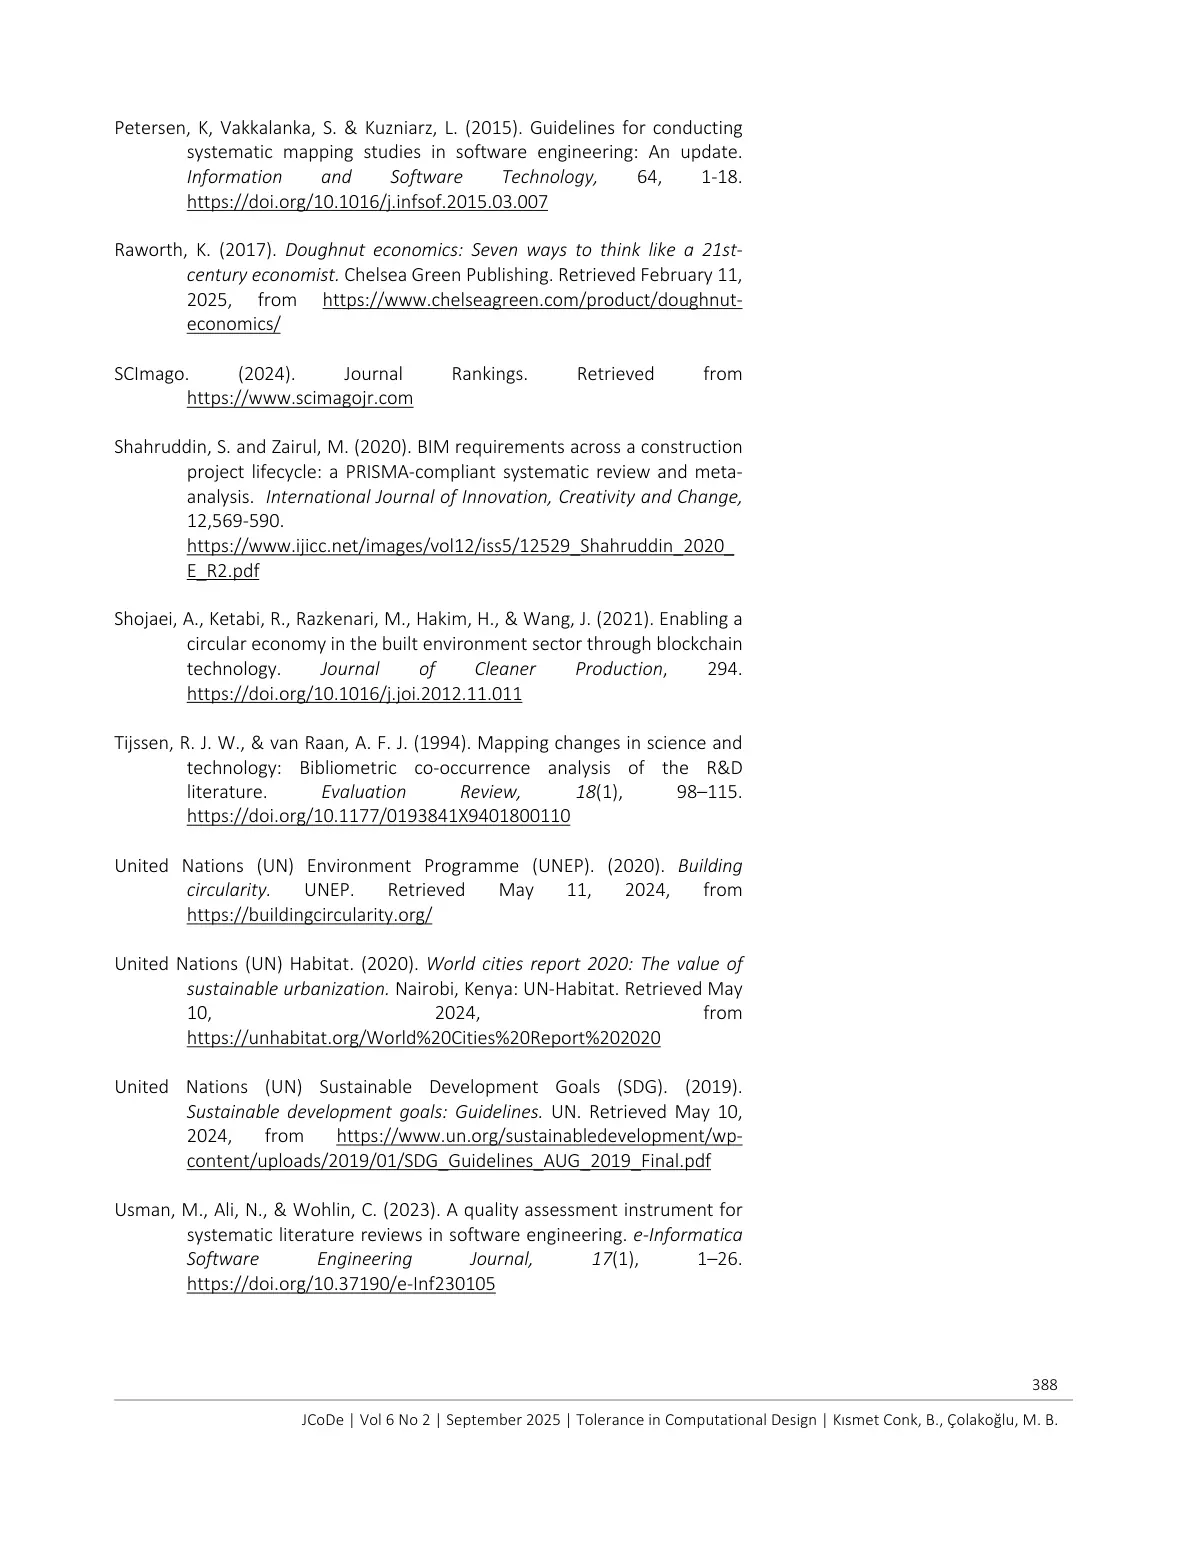 Petersen, K, Vakkalanka, S. & Kuzniarz, L. (2015). Guidelines for conducting
systematic mapping studies in software engineering: An update.
Information and Software Technology, 64, 1-18.
https://doi.org/10.1016/j.infsof.2015.03.007
Raworth, K. (2017). Doughnut economics: Seven ways to think like a 21st-
century economist. Chelsea Green Publishing. Retrieved February 11,
2025, from https://www.chelseagreen.com/product/doughnut-
economics/
SCImago. (2024). Journal Rankings. Retrieved from
https://www.scimagojr.com
Shahruddin, S. and Zairul, M. (2020). BIM requirements across a construction
project lifecycle: a PRISMA-compliant systematic review and meta-
analysis. International Journal of Innovation, Creativity and Change,
12,569-590.
https://www.ijicc.net/images/vol12/iss5/12529_Shahruddin_2020_
E_R2.pdf
Shojaei, A., Ketabi, R., Razkenari, M., Hakim, H., & Wang, J. (2021). Enabling a
circular economy in the built environment sector through blockchain
technology. Journal of Cleaner Production, 294.
https://doi.org/10.1016/j.joi.2012.11.011
Tijssen, R. J. W., & van Raan, A. F. J. (1994). Mapping changes in science and
technology: Bibliometric co-occurrence analysis of the R&D
literature. Evaluation Review, 18(1), 98–115.
https://doi.org/10.1177/0193841X9401800110
United Nations (UN) Environment Programme (UNEP). (2020). Building
circularity. UNEP. Retrieved May 11, 2024, from
https://buildingcircularity.org/
United Nations (UN) Habitat. (2020). World cities report 2020: The value of
sustainable urbanization. Nairobi, Kenya: UN-Habitat. Retrieved May
10, 2024, from
https://unhabitat.org/World%20Cities%20Report%202020
United Nations (UN) Sustainable Development Goals (SDG). (2019).
Sustainable development goals: Guidelines. UN. Retrieved May 10,
2024, from https://www.un.org/sustainabledevelopment/wp-
content/uploads/2019/01/SDG_Guidelines_AUG_2019_Final.pdf
Usman, M., Ali, N., & Wohlin, C. (2023). A quality assessment instrument for
systematic literature reviews in software engineering. e-Informatica
Software Engineering Journal, 17(1), 1–26.
https://doi.org/10.37190/e-Inf230105
388
JCoDe | Vol 6 No 2 | September 2025 | Tolerance in Computational Design | Kısmet Conk, B., Çolakoğlu, M. B.